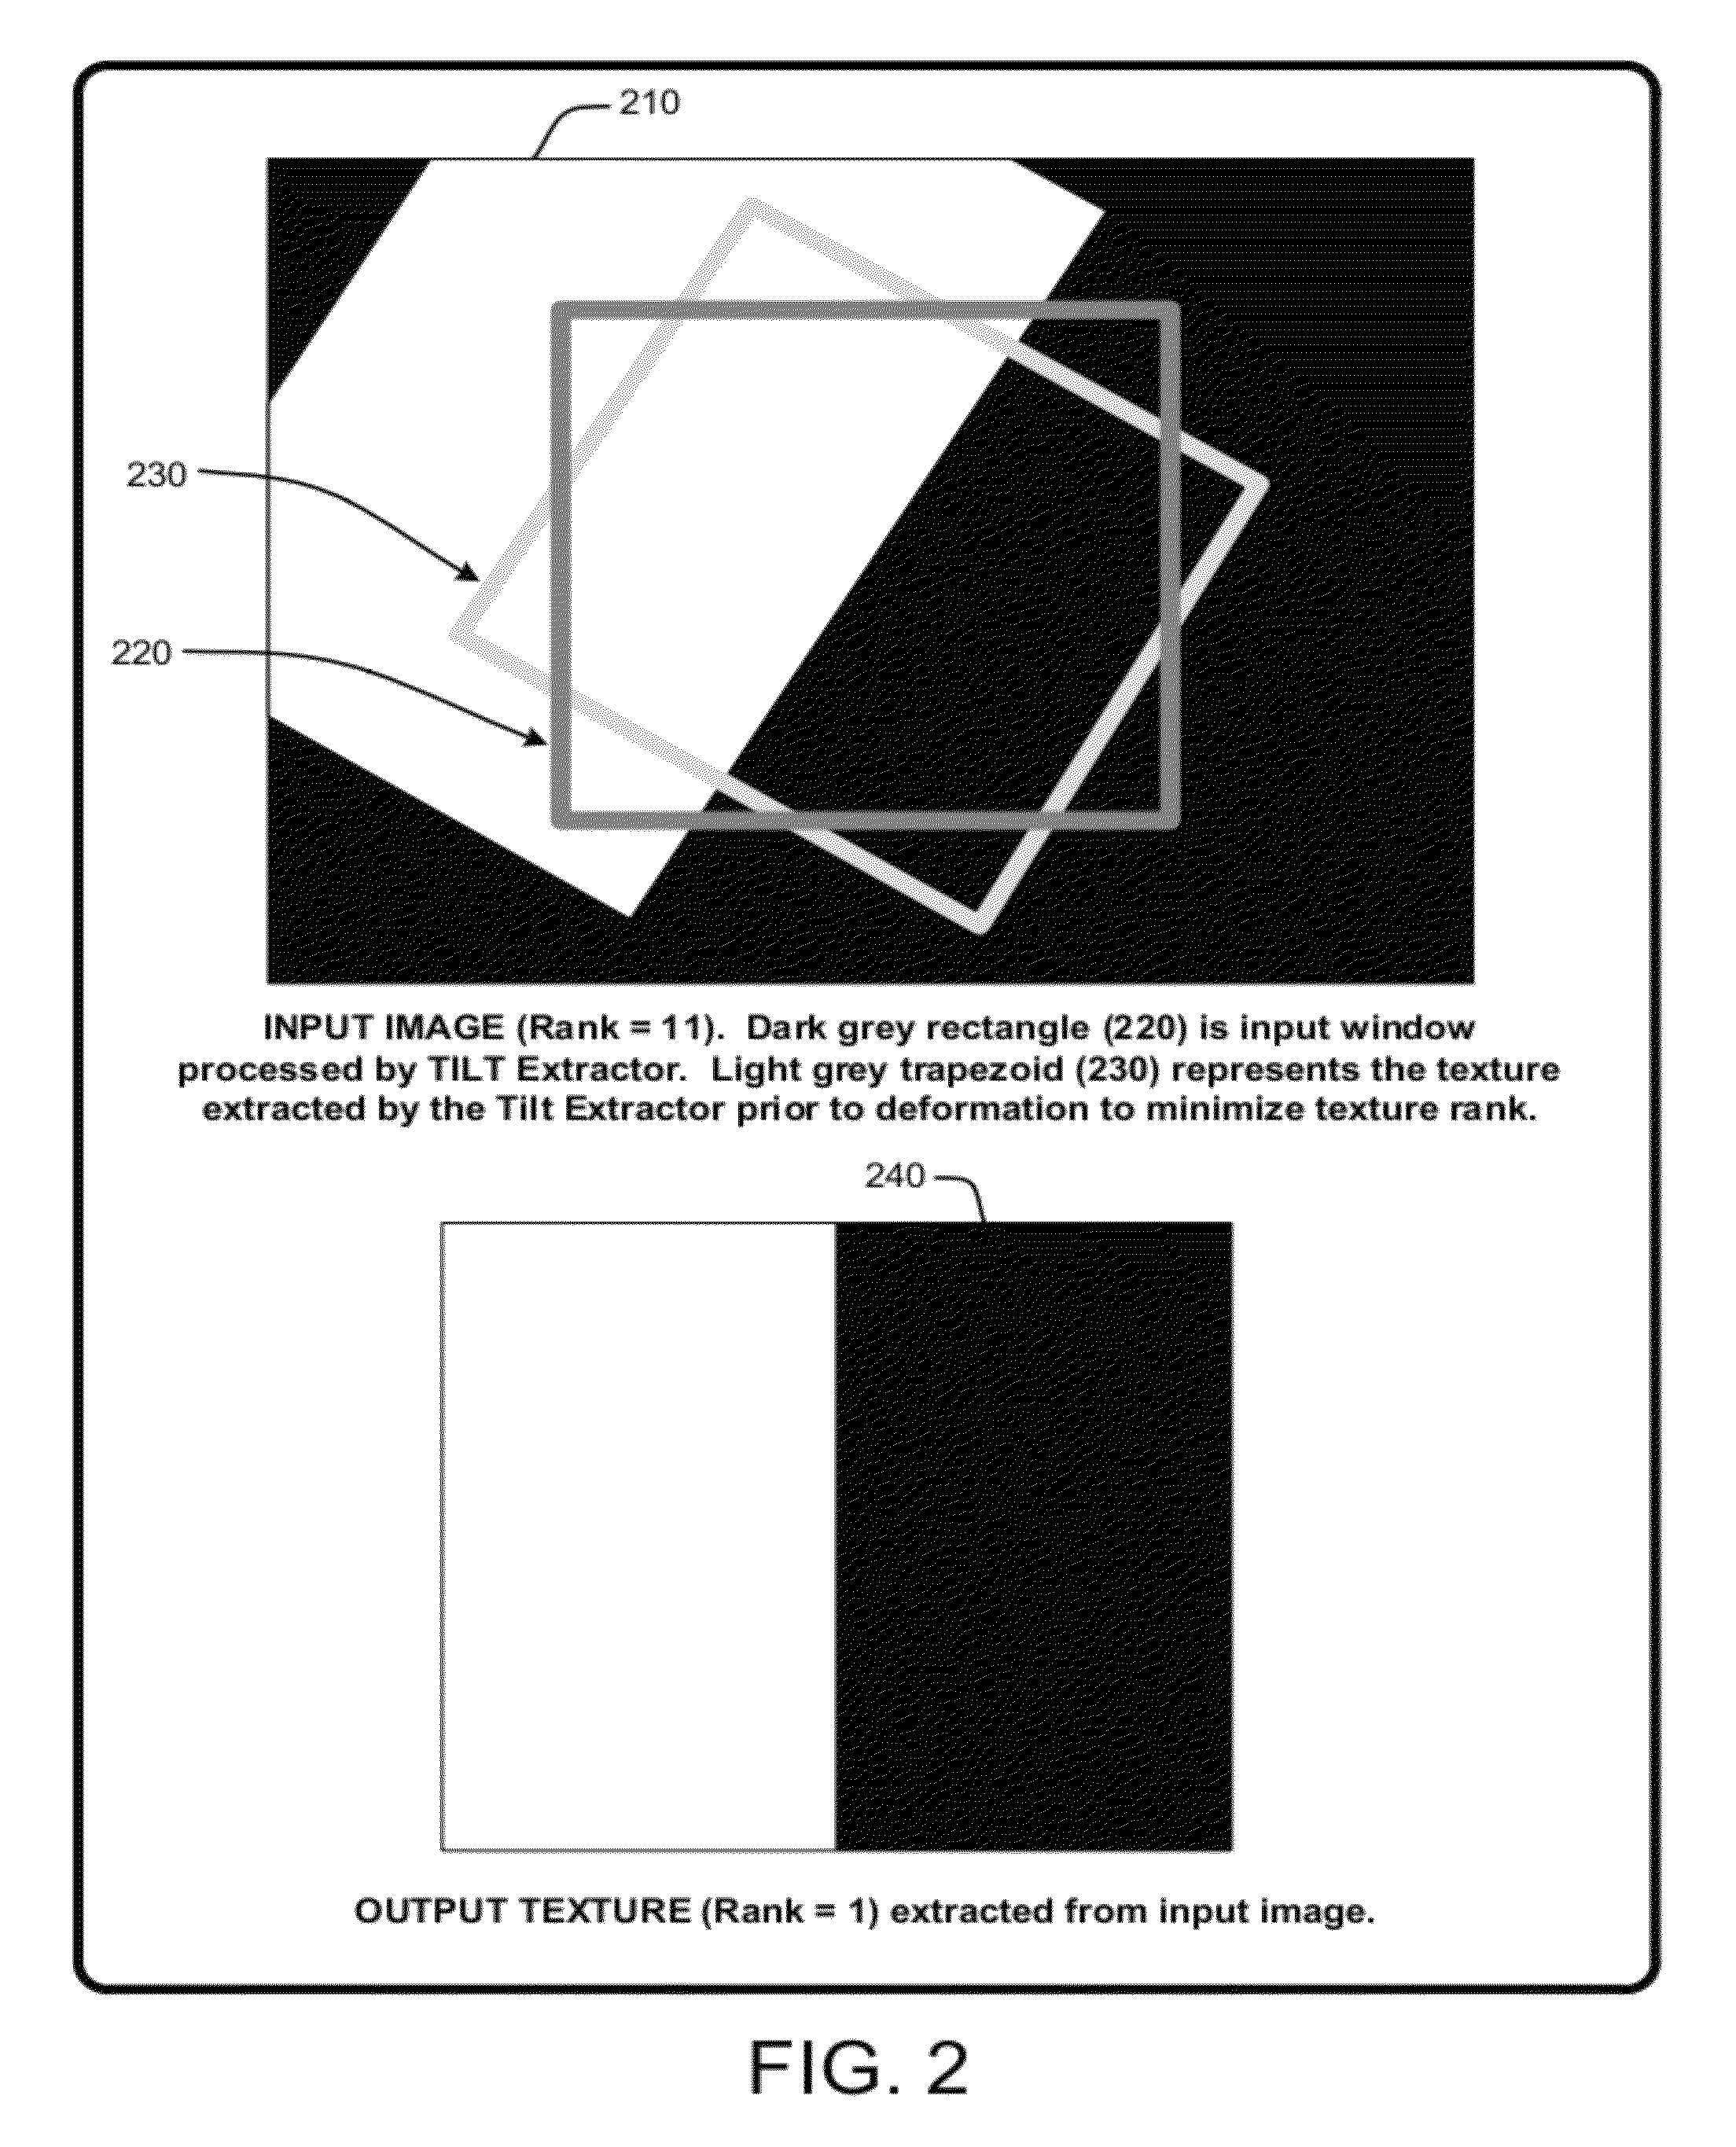 210
230
220
INPUT IMAGE (Rank = 11).  Dark grey rectangle (220) is input window
processed by TILT Extractor.  Light grey trapezoid (230) represents the texture
extracted by the Tilt Extractor prior to deformation to minimize texture rank.
240
OUTPUT TEXTURE (Rank = 1) extracted from input image.
FIG. 2